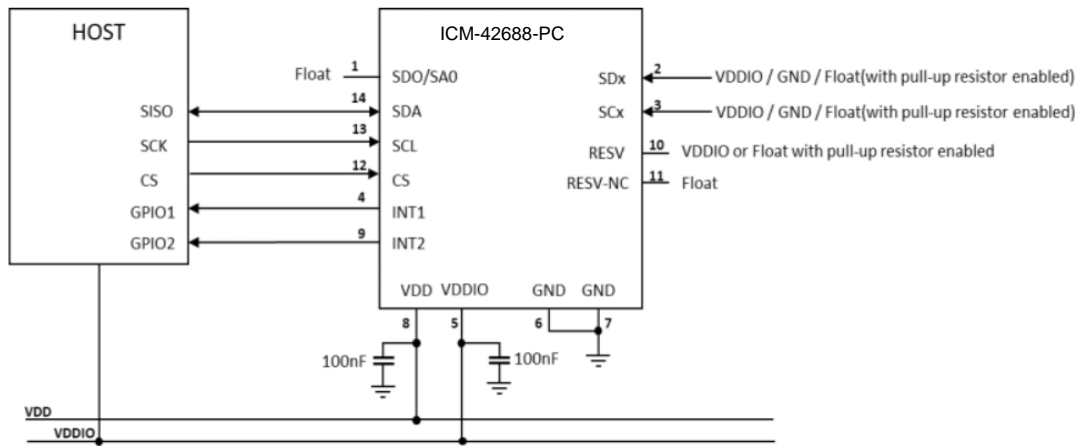 HOST
ICM-42688-PC
Float 1 SDO/SA0
SDx 2 VDDIO / GND / Float(with pull-up resistor enabled)
SISO 14 SDA
SCx 3 VDDIO / GND / Float(with pull-up resistor enabled)
SCK 13 SCL
RESV 10 VDDIO or Float with pull-up resistor enabled
CS 12 CS
RESV-NC 11 Float
GPIO1 4 INT1
GPIO2 9 INT2
VDD VDDIO GND GND
8 5 6 7
100nF 100nF
VDD
VDDIO